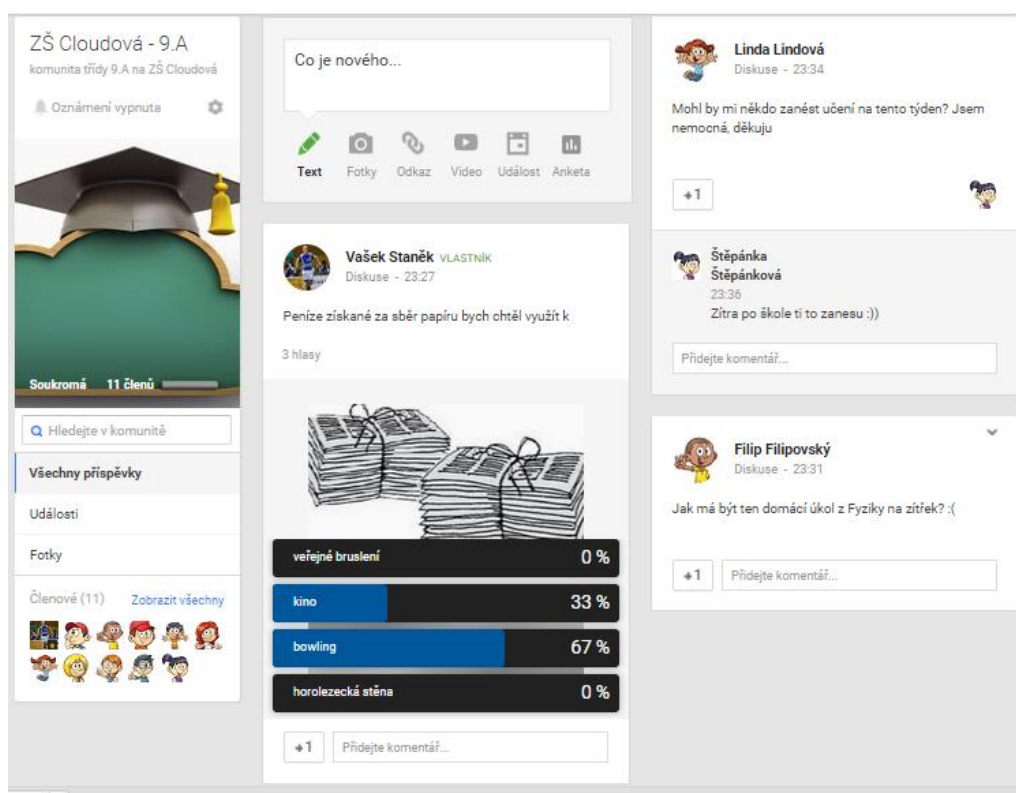 ZŠ Cloudová - 9.A
komunita třídy 9.A na ZŠ Cloudová
Oznámení vypnuta
Soukromá 11 členů
Hledejte v komunitě
Všechny příspěvky
Události
Fotky
Členové (11) Zobrazit všechny
Co je nového...
Text Fotky Odkaz Video Událost Anketa
Vašek Staněk VLASTNÍK
Diskuse - 23:27
Peníze získané za sběr papíru bych chtěl využít k
3 hlasy
veřejné bruslení 0 %
kino 33 %
bowling 67 %
horolezecká stěna 0 %
+1 Přidejte komentář...
Linda Lindová
Diskuse - 23:34
Mohl by mi někdo zanést učení na tento týden? Jsem
nemocná, děkuju
+1
Štěpánka
Štěpánková
23:36
Zítra po škole ti to zanesu :))
Přidejte komentář...
Filip Filipovský
Diskuse - 23:31
Jak má být ten domácí úkol z Fyziky na zítřek? :(
+1 Přidejte komentář...